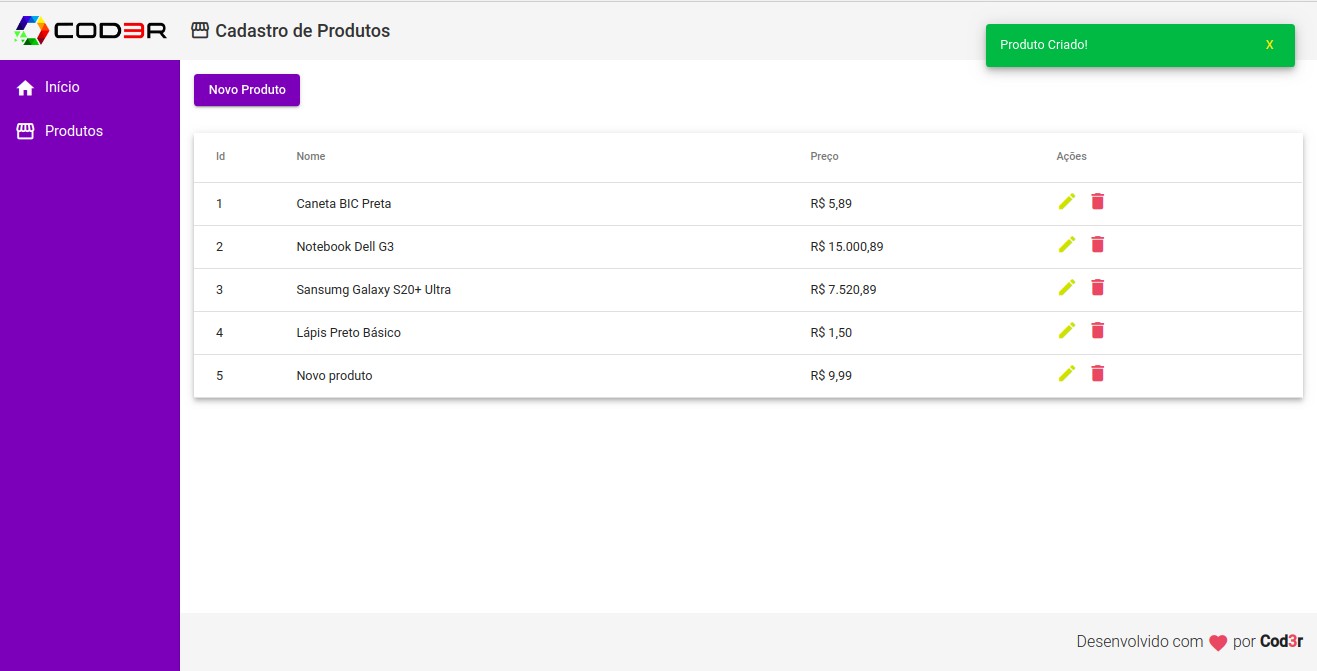 COD3R
Cadastro de Produtos
Produto Criado! X
Início
Produtos
Novo Produto
Id Nome Preço Ações
1 Caneta BIC Preta R$ 5,89
2 Notebook Dell G3 R$ 15.000,89
3 Sansumg Galaxy S20+ Ultra R$ 7.520,89
4 Lápis Preto Básico R$ 1,50
5 Novo produto R$ 9,99
Desenvolvido com por Cod3r